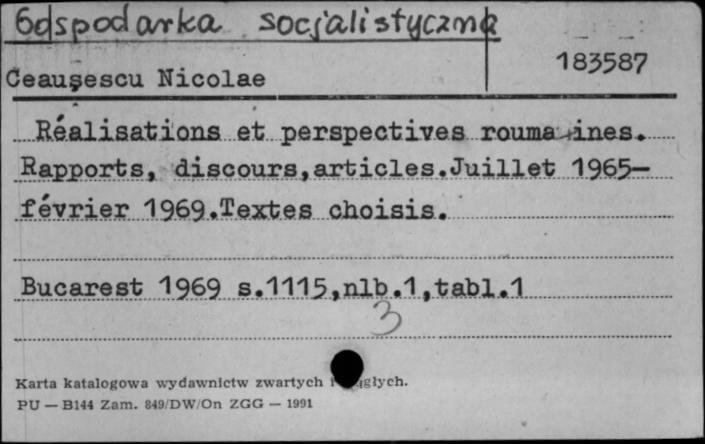 Gospodarka socjalistyczna
183587
Ceauşescu Nicolae
Réalisations et perspectives roumaines.
Rapports, discours,articles.Juillet 1965—
février 1969.Textes choisis.
Bucarest 1969 s.1115,nlb.1,tabl.1
3
Karta katalogowa wydawnictw zwartych i
PU — B144 Zam. 849/DW/On ZGG — 1991